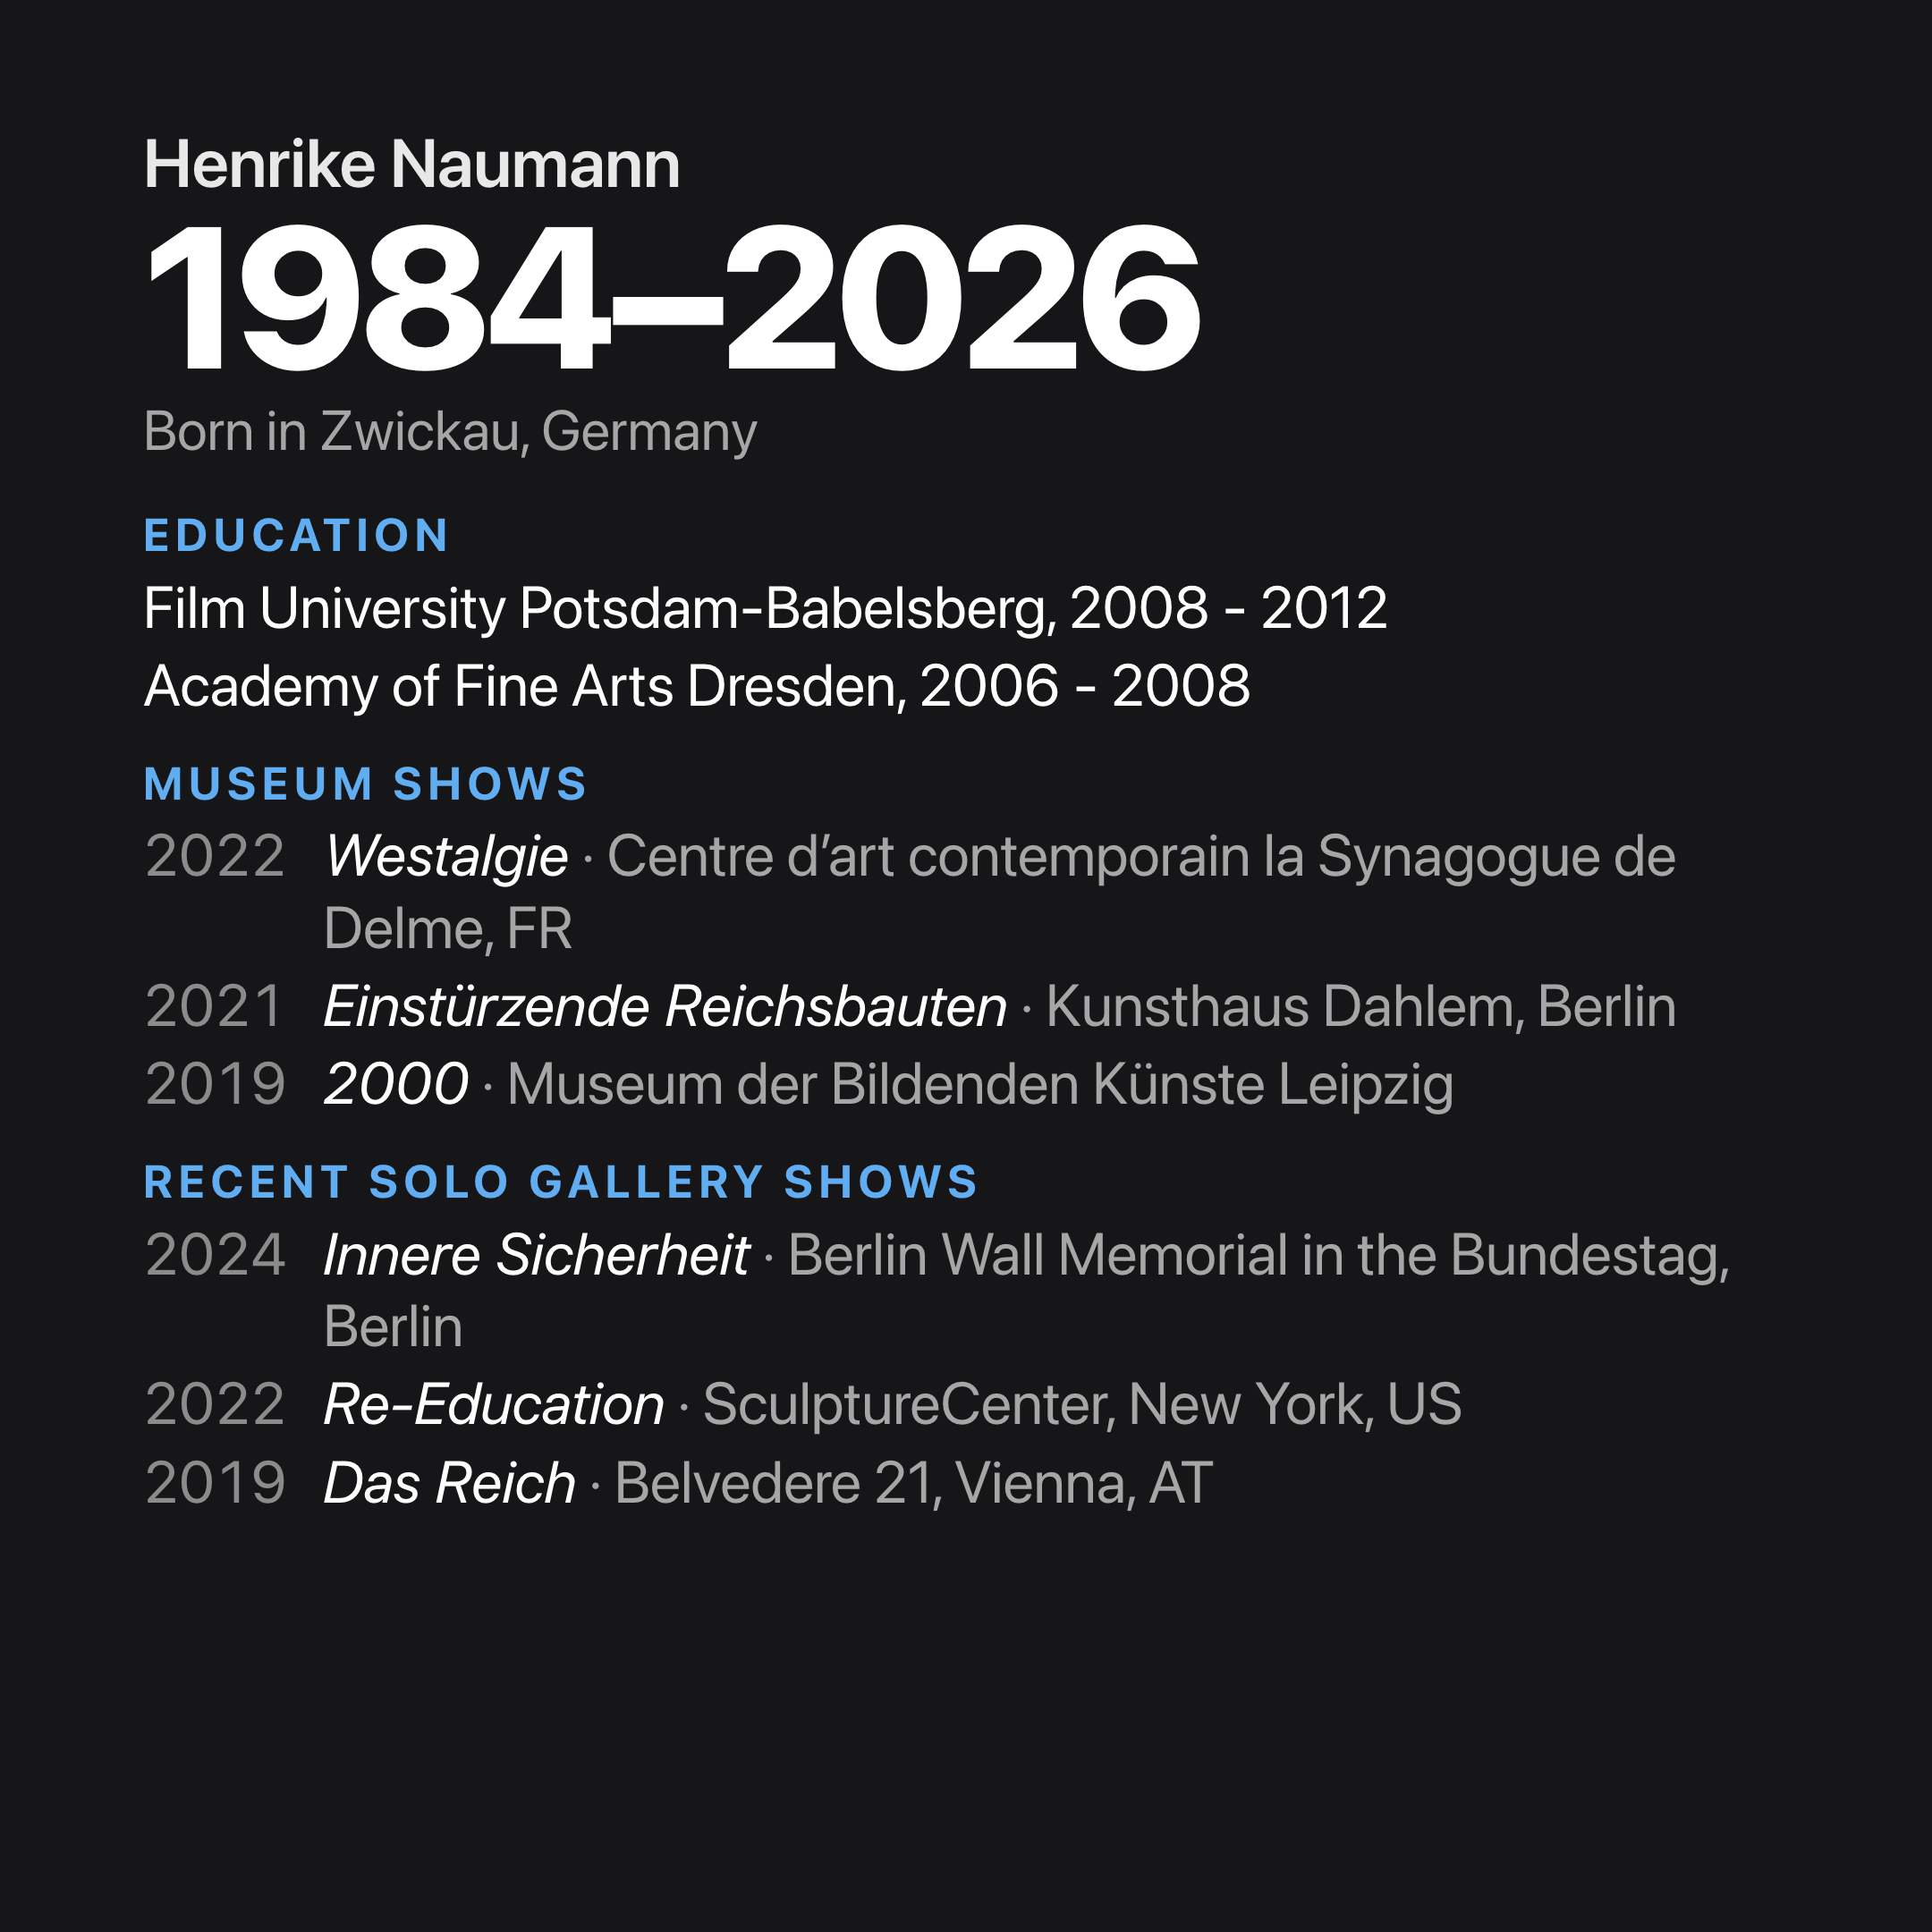 Henrike Naumann
1984–2026
Born in Zwickau, Germany
EDUCATION
Film University Potsdam-Babelsberg, 2008 - 2012
Academy of Fine Arts Dresden, 2006 - 2008
MUSEUM SHOWS
2022 Westalgie · Centre d’art contemporain la Synagogue de
Delme, FR
2021 Einstürzende Reichsbauten · Kunsthaus Dahlem, Berlin
2019 2000 · Museum der Bildenden Künste Leipzig
RECENT SOLO GALLERY SHOWS
2024 Innere Sicherheit · Berlin Wall Memorial in the Bundestag,
Berlin
2022 Re-Education · SculptureCenter, New York, US
2019 Das Reich · Belvedere 21, Vienna, AT